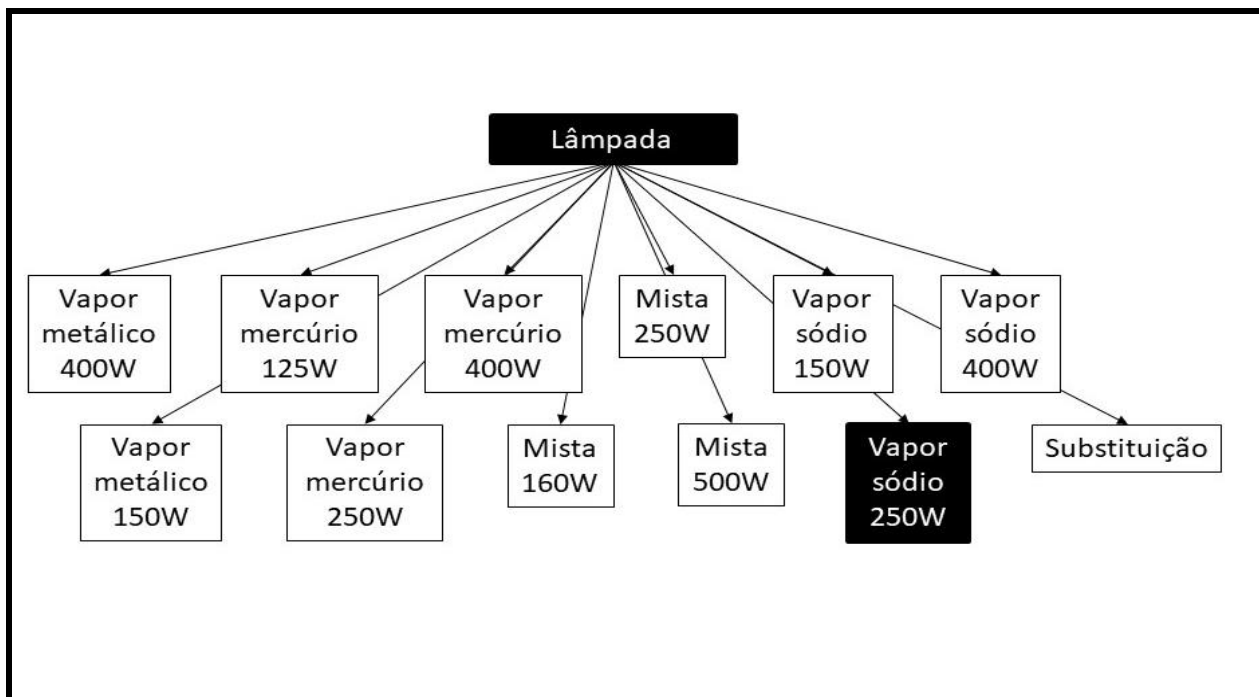 Lâmpada
Vapor
metálico
400W
Vapor
mercúrio
125W
Vapor
mercúrio
400W
Mista
250W
Vapor
sódio
150W
Vapor
sódio
400W
Vapor
metálico
150W
Vapor
mercúrio
250W
Mista
160W
Mista
500W
Vapor
sódio
250W
Substituição